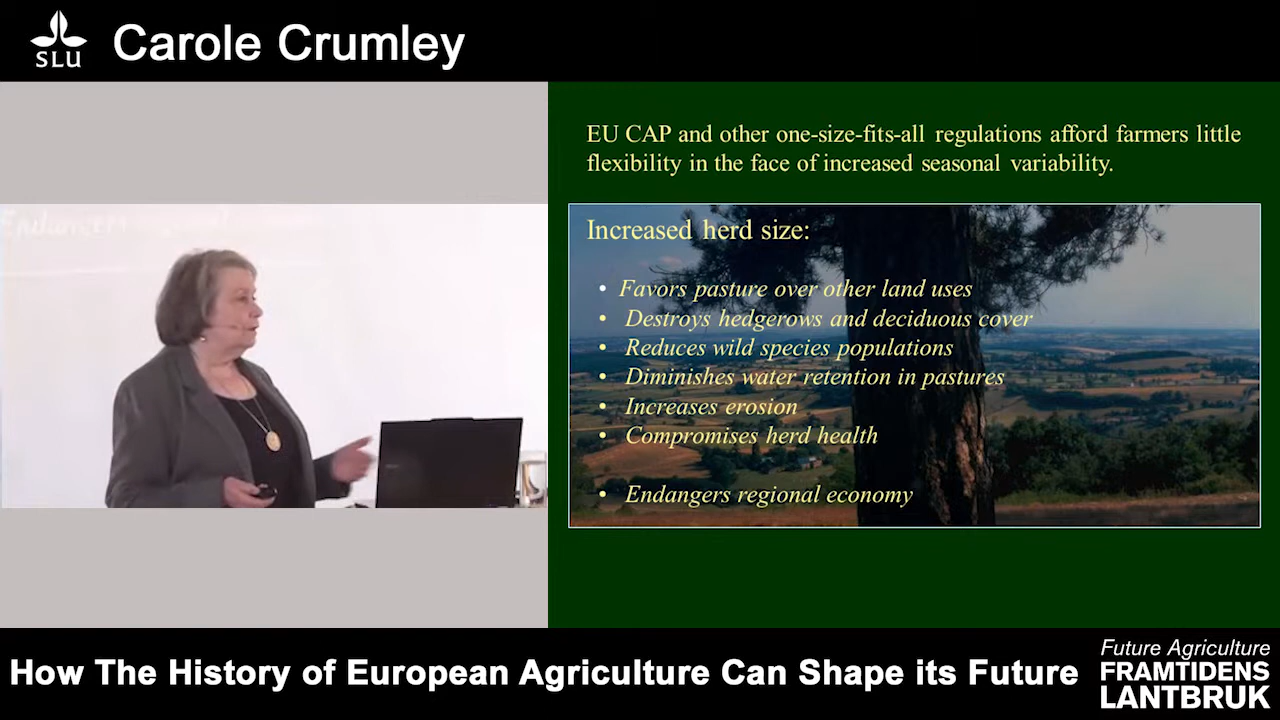 SLU
Carole Crumley
EU CAP and other one-size-fits-all regulations afford farmers little
flexibility in the face of increased seasonal variability.
Increased herd size:
• Favors pasture over other land uses
• Destroys hedgerows and deciduous cover
• Reduces wild species populations
• Diminishes water retention in pastures
• Increases erosion
• Compromises herd health
• Endangers regional economy
How The History of European Agriculture Can Shape its Future
Future Agriculture
FRAMTIDENS
LANTBRUK